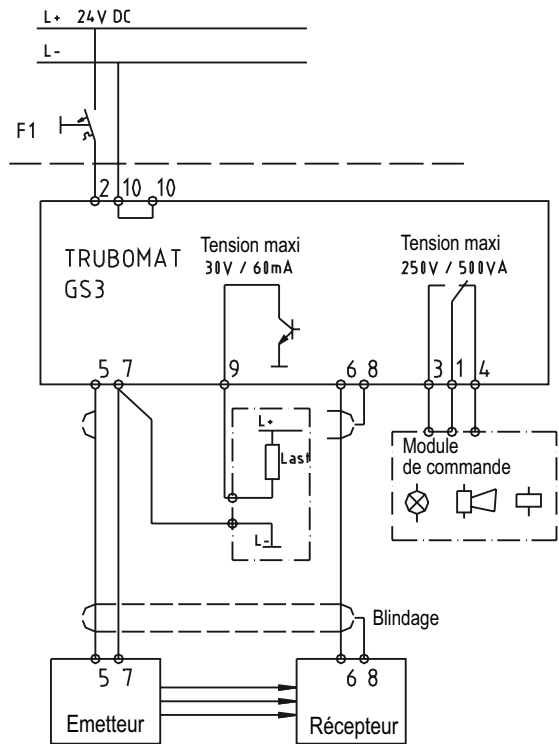 L+ 24V DC
L-
F1
2 10 10
TRUBOMAT
GS3
Tension maxi
30V / 60mA
Tension maxi
250V / 500VA
5 7 9 6 8 3 1 4
L+
Last
L-
Module
de commande
Blindage
5 7 6 8
Emetteur
Récepteur